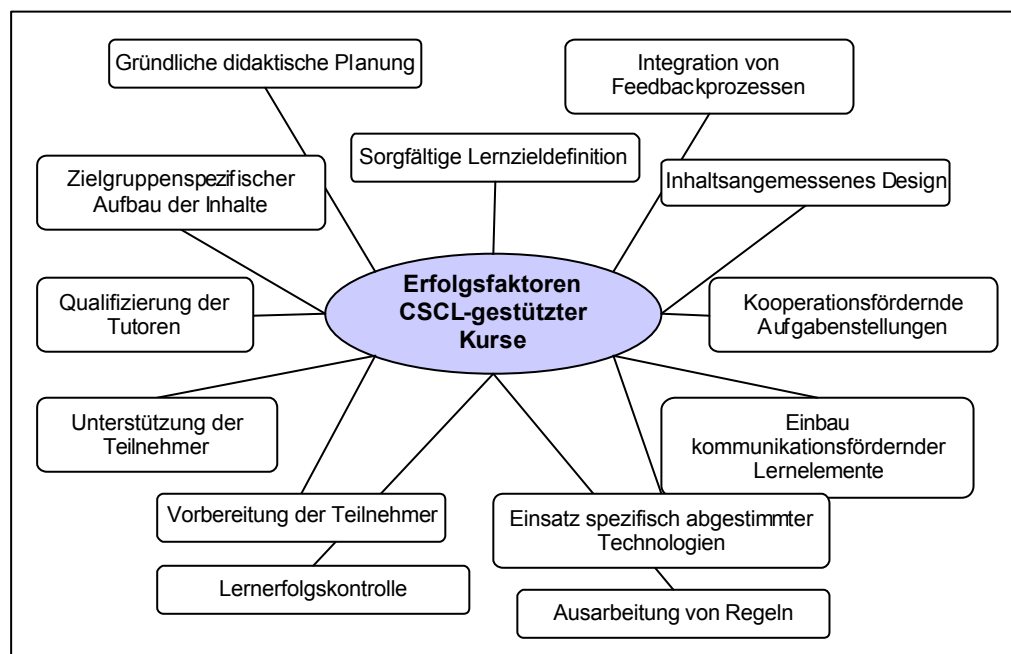 Gründliche didaktische Planung
Integration von
Feedbackprozessen
Sorgfältige Lernzieldefinition
Zielgruppenspezifischer
Aufbau der Inhalte
Inhaltsangemessenes Design
Erfolgsfaktoren
CSCL-gestützter
Kurse
Qualifizierung der
Tutoren
Kooperationsfördernde
Aufgabenstellungen
Unterstützung der
Teilnehmer
Einbau
kommunikationsfördernder
Lernelemente
Vorbereitung der Teilnehmer
Einsatz spezifisch abgestimmter
Technologien
Lernerfolgskontrolle
Ausarbeitung von Regeln